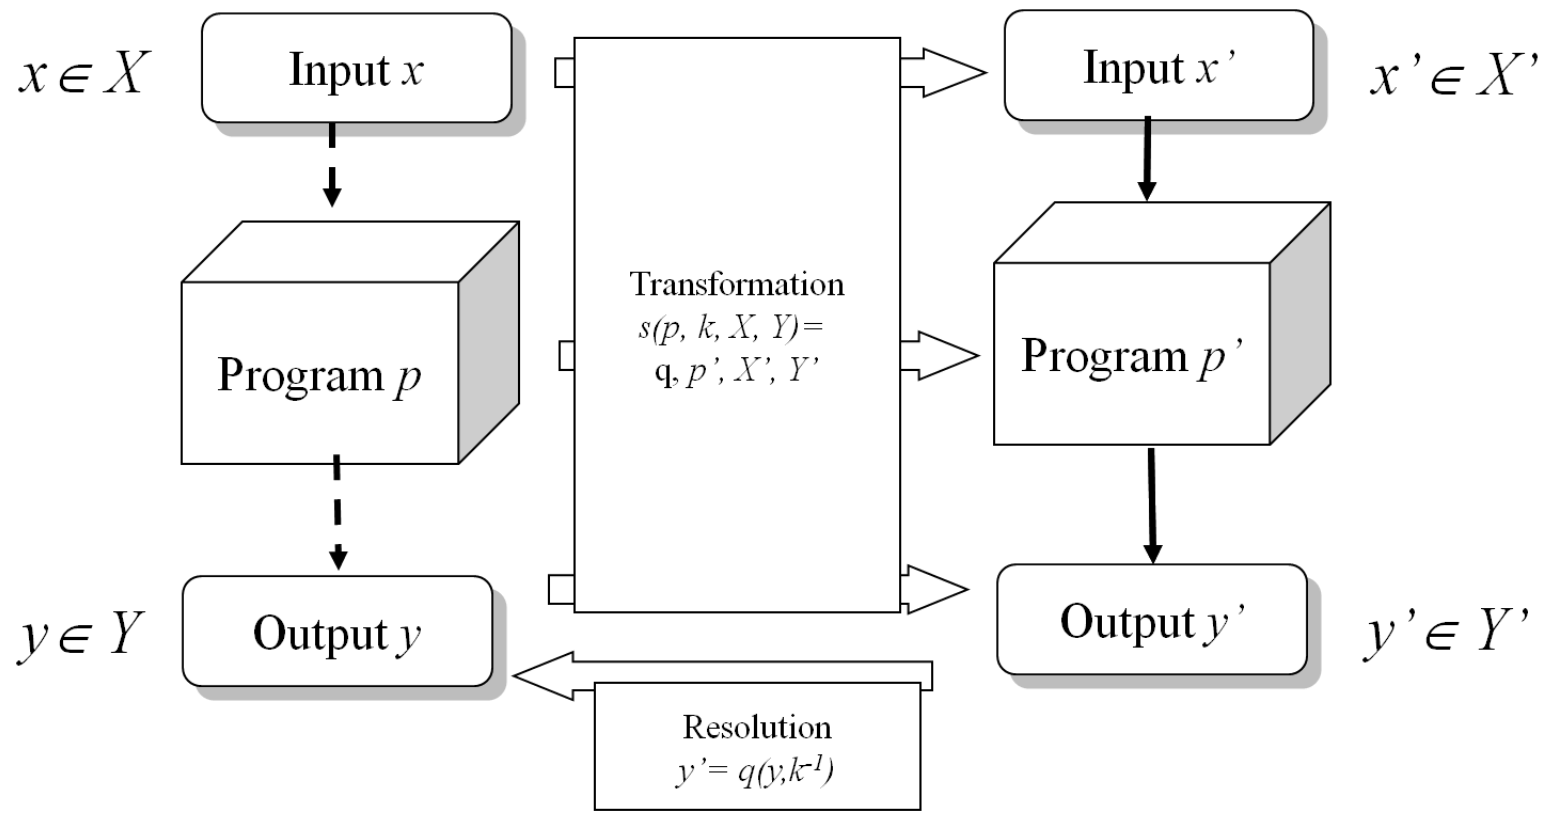 x ∈ X
Input x
Input x’
x’ ∈ X’
Transformation
s(p, k, X, Y)=
q, p’, X’, Y’
Program p
Program p’
y ∈ Y
Output y
Output y’
y’ ∈ Y’
Resolution
y’= q(y,k⁻¹)